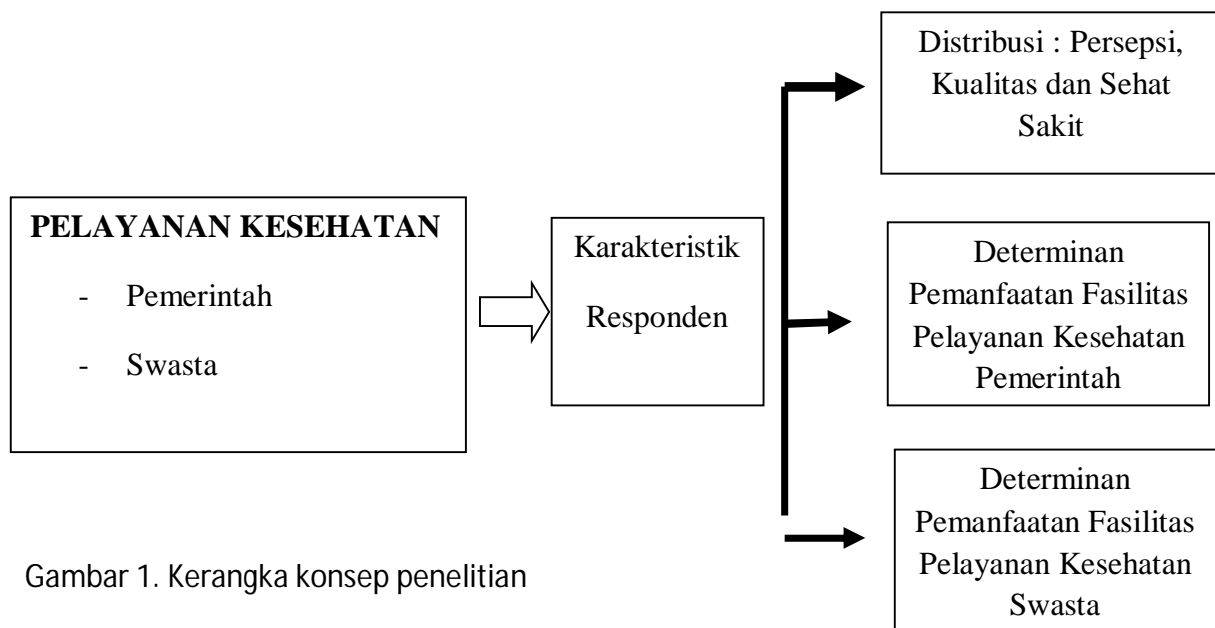 PELAYANAN KESEHATAN
- Pemerintah
- Swasta
Karakteristik
Responden
Distribusi : Persepsi,
Kualitas dan Sehat
Sakit
Determinan
Pemanfaatan Fasilitas
Pelayanan Kesehatan
Pemerintah
Determinan
Pemanfaatan Fasilitas
Pelayanan Kesehatan
Swasta
Gambar 1. Kerangka konsep penelitian